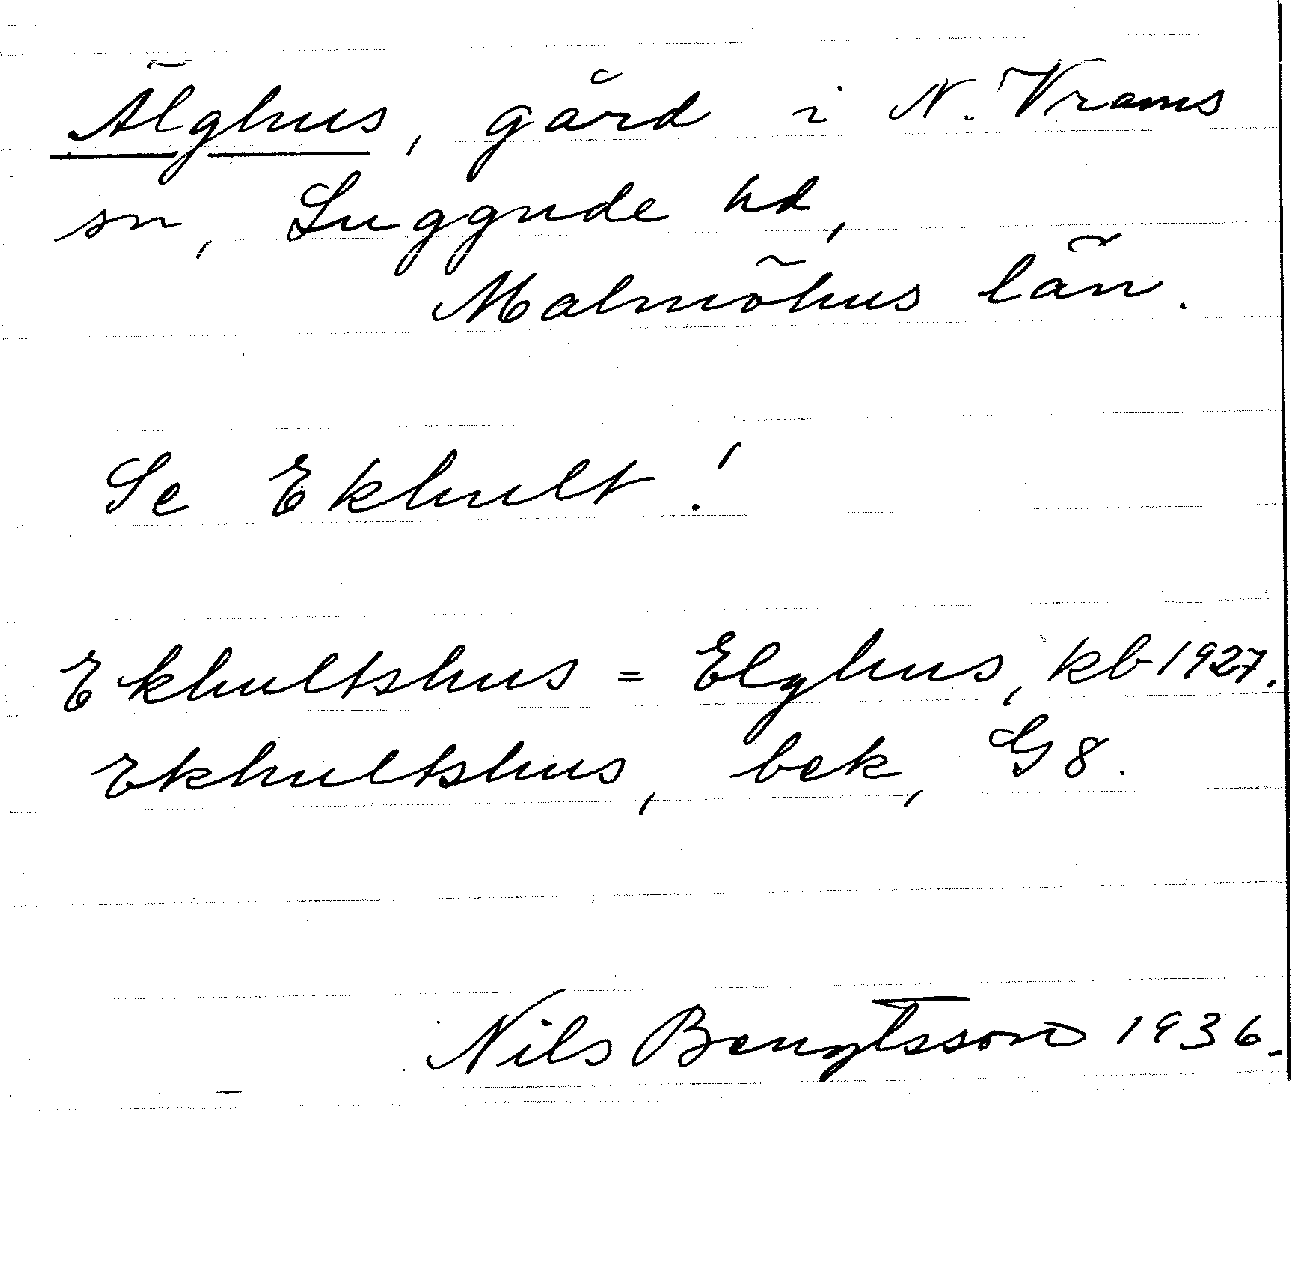 Älghus, gård i N. Vrams
sn, Luggude hd,
Malmöhus län.
Se Ekhult!
Ekhultshus = Elghus, kb 1927.
Ekhultshus, bek, G 8.
Nils Bengtsson 1936.